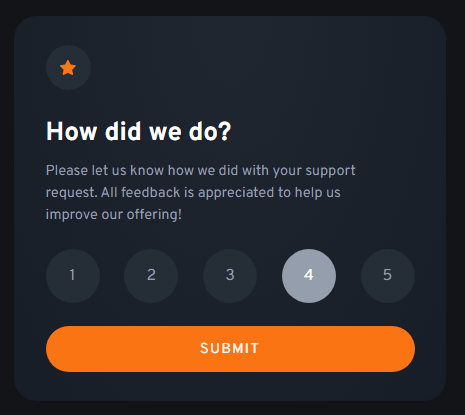 How did we do?
Please let us know how we did with your support
request. All feedback is appreciated to help us
improve our offering!
1 2 3 4 5
SUBMIT